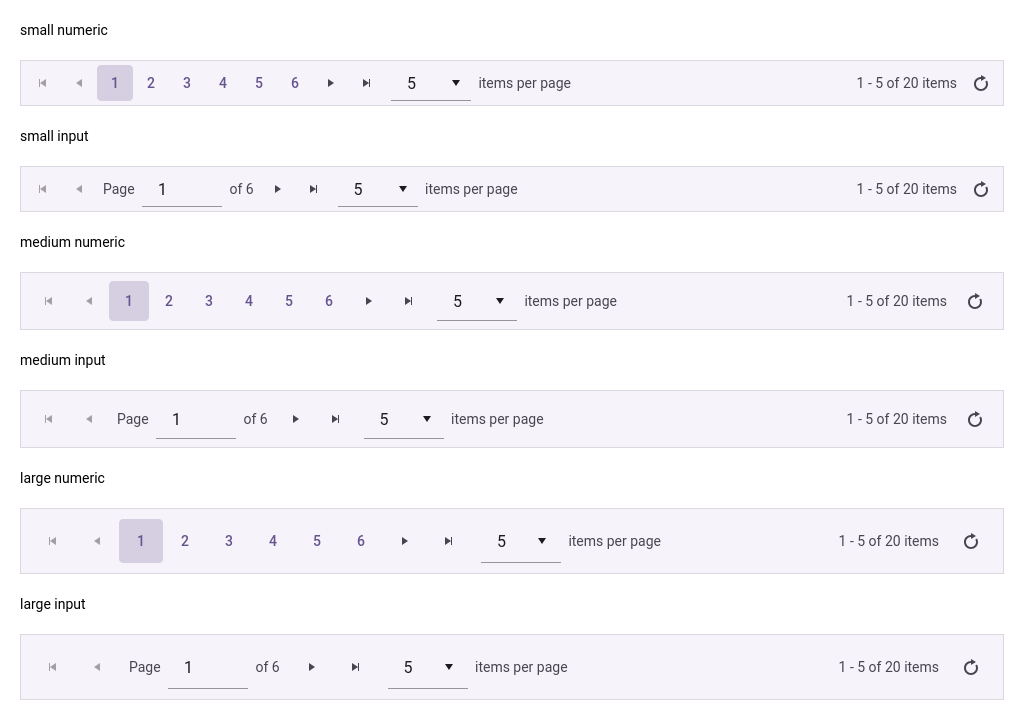 small numeric
1 2 3 4 5 6 5 items per page 1 - 5 of 20 items
small input
Page 1 of 6 5 items per page 1 - 5 of 20 items
medium numeric
1 2 3 4 5 6 5 items per page 1 - 5 of 20 items
medium input
Page 1 of 6 5 items per page 1 - 5 of 20 items
large numeric
1 2 3 4 5 6 5 items per page 1 - 5 of 20 items
large input
Page 1 of 6 5 items per page 1 - 5 of 20 items